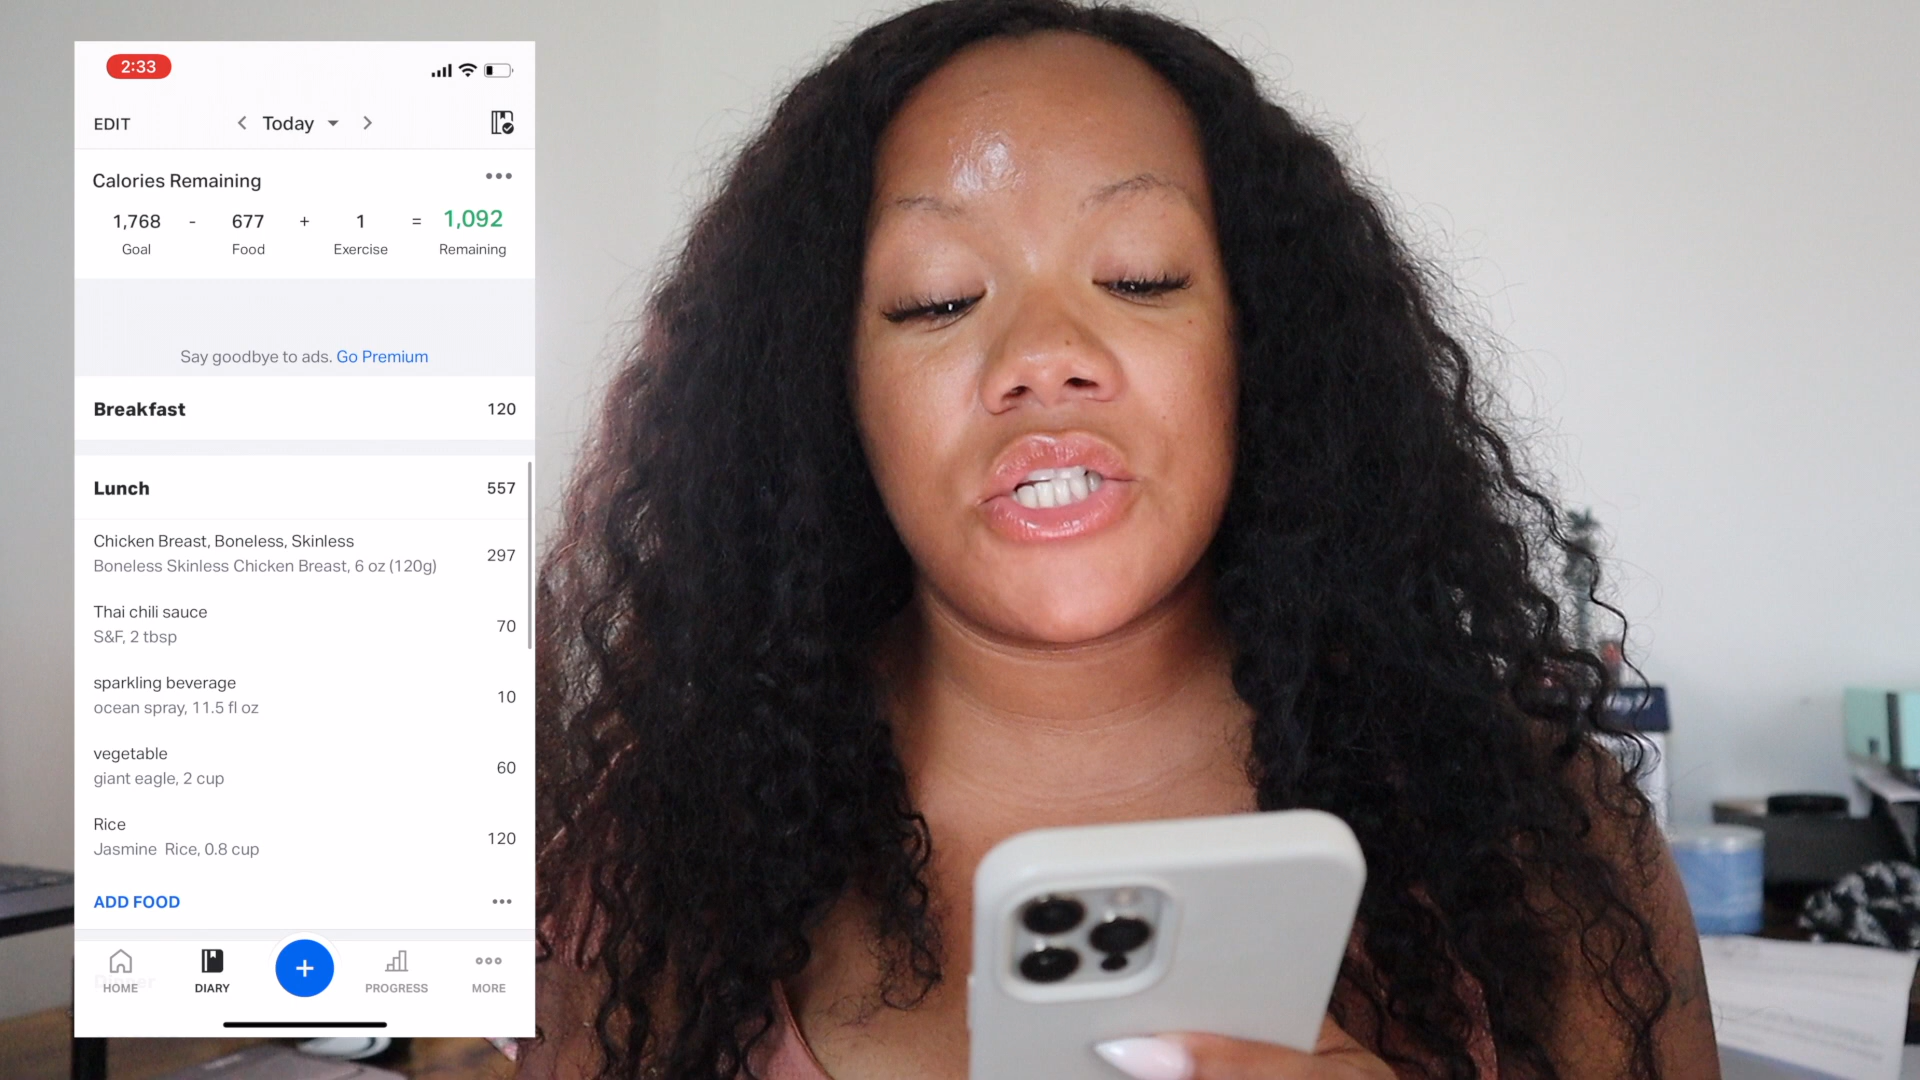 2:33
EDIT
Today
Calories Remaining
1,768 - 677 + 1 = 1,092
Goal Food Exercise Remaining
Say goodbye to ads. Go Premium
Breakfast 120
Lunch 557
Chicken Breast, Boneless, Skinless
Boneless Skinless Chicken Breast, 6 oz (120g)
297
Thai chili sauce
S&F, 2 tbsp
70
sparkling beverage
ocean spray, 11.5 fl oz
10
vegetable
giant eagle, 2 cup
60
Rice
Jasmine Rice, 0.8 cup
120
ADD FOOD
HOME DIARY + PROGRESS MORE